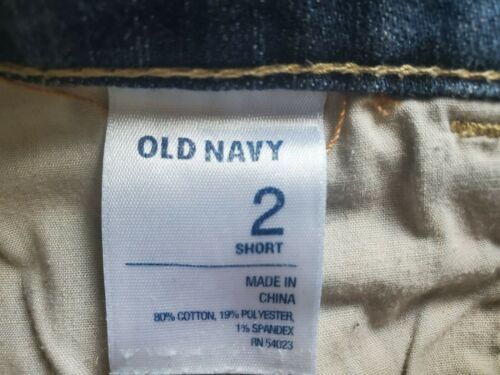 OLD NAVY
2
SHORT
MADE IN
CHINA
80% COTTON, 19% POLYESTER,
1% SPANDEX
RN 54023